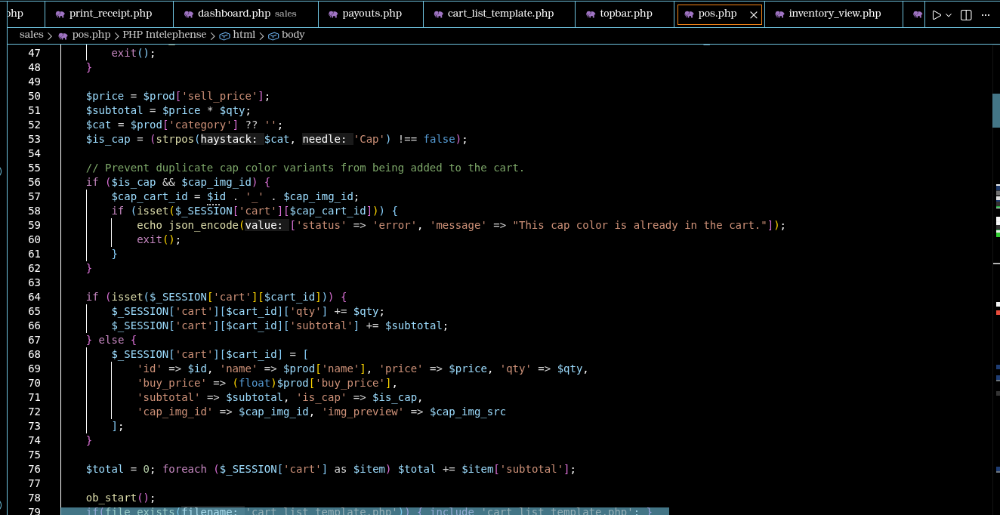 php print_receipt.php dashboard.php sales payouts.php cart_list_template.php topbar.php pos.php inventory_view.php
sales > pos.php > PHP Intelephense > html > body
47 exit();
48 }
49
50 $price = $prod['sell_price'];
51 $subtotal = $price * $qty;
52 $cat = $prod['category'] ?? '';
53 $is_cap = (strpos(haystack: $cat, needle: 'Cap') !== false);
54
55 // Prevent duplicate cap color variants from being added to the cart.
56 if ($is_cap && $cap_img_id) {
57 $cap_cart_id = $id . '_' . $cap_img_id;
58 if (isset($_SESSION['cart'][$cap_cart_id])) {
59 echo json_encode(value: ['status' => 'error', 'message' => "This cap color is already in the cart."]);
60 exit();
61 }
62 }
63
64 if (isset($_SESSION['cart'][$cart_id])) {
65 $_SESSION['cart'][$cart_id]['qty'] += $qty;
66 $_SESSION['cart'][$cart_id]['subtotal'] += $subtotal;
67 } else {
68 $_SESSION['cart'][$cart_id] = [
69 'id' => $id, 'name' => $prod['name'], 'price' => $price, 'qty' => $qty,
70 'buy_price' => (float)$prod['buy_price'],
71 'subtotal' => $subtotal, 'is_cap' => $is_cap,
72 'cap_img_id' => $cap_img_id, 'img_preview' => $cap_img_src
73 ];
74 }
75
76 $total = 0; foreach ($_SESSION['cart'] as $item) $total += $item['subtotal'];
77
78 ob_start();
79 if(file_exists(filename: 'cart_list_template.php')) { include 'cart_list_template.php'; }